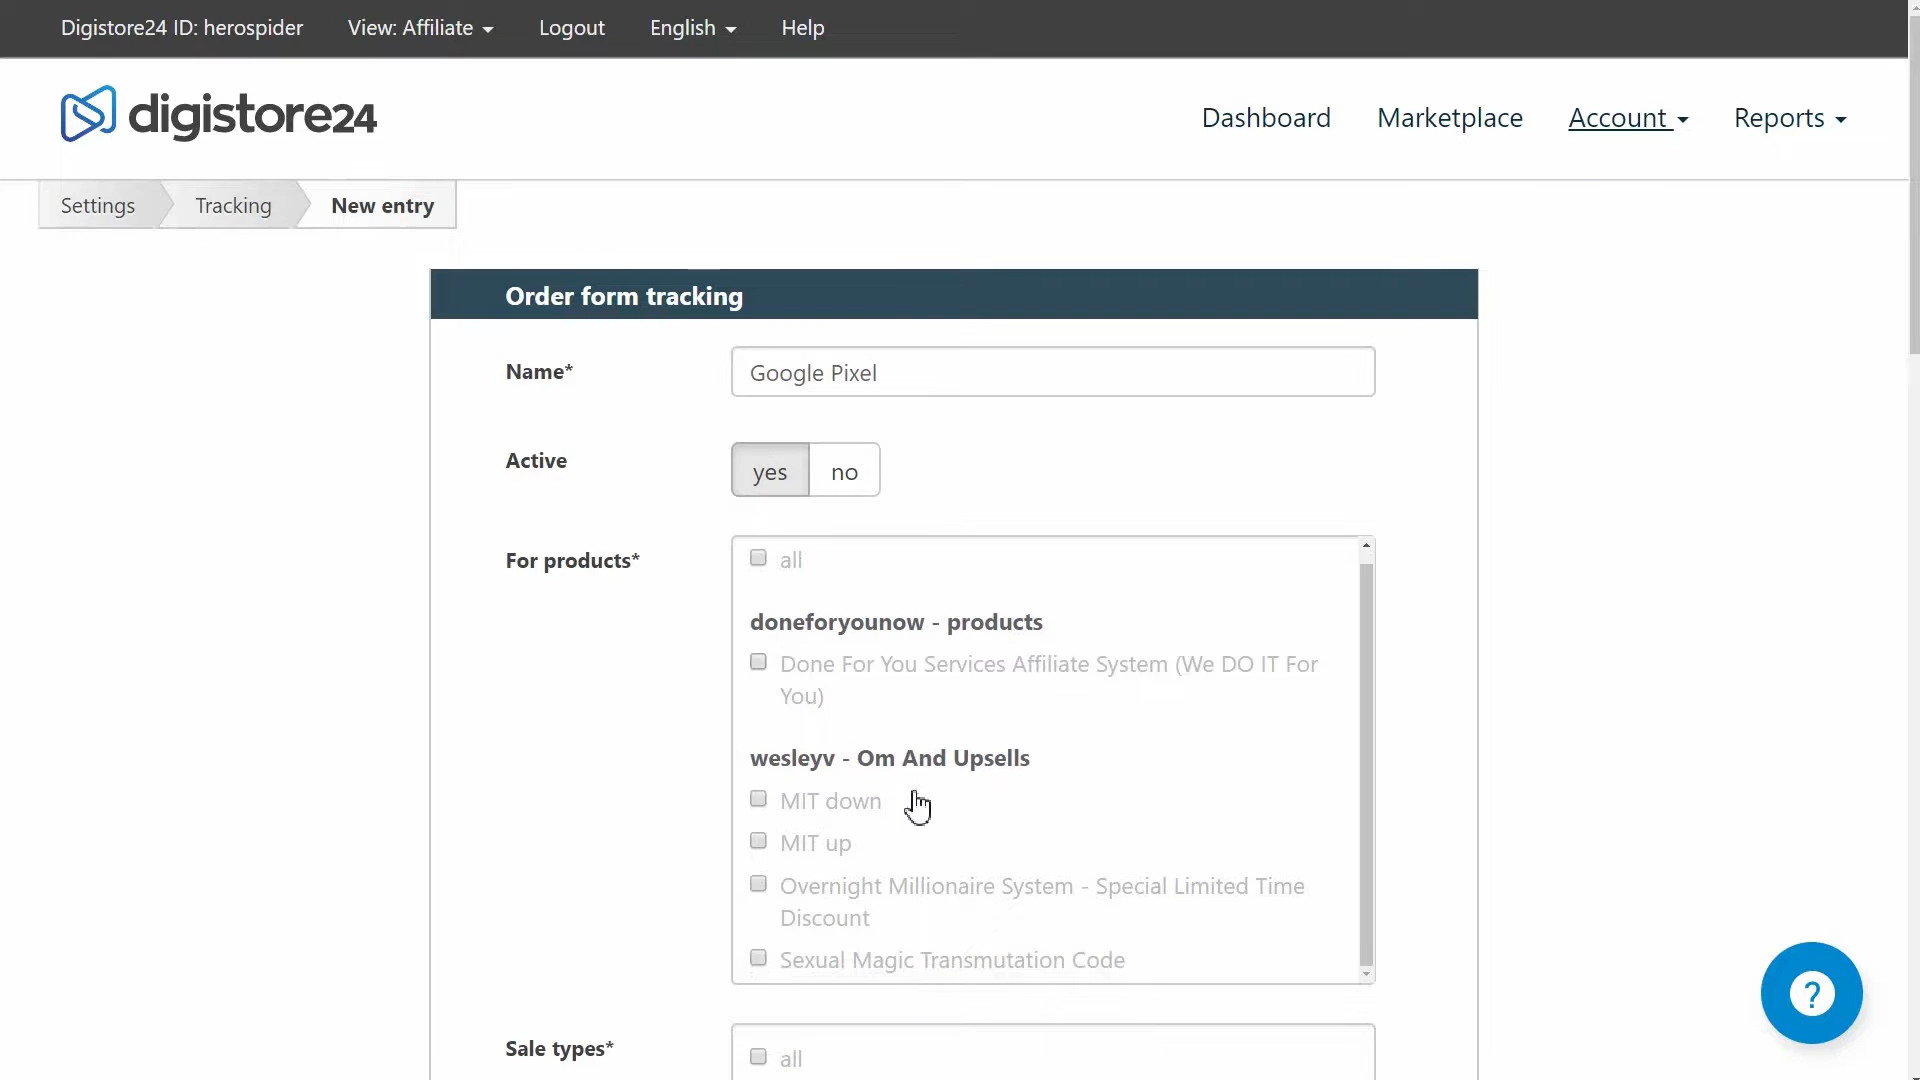 Digistore24 ID: herospider View: Affiliate Logout English Help
digistore24
Dashboard Marketplace Account Reports
Settings Tracking New entry
Order form tracking
Name* Google Pixel
Active yes no
For products* all
doneforyounow - products
Done For You Services Affiliate System (We DO IT For
You)
wesleyv - Om And Upsells
MIT down
MIT up
Overnight Millionaire System - Special Limited Time
Discount
Sexual Magic Transmutation Code
?
Sale types* all